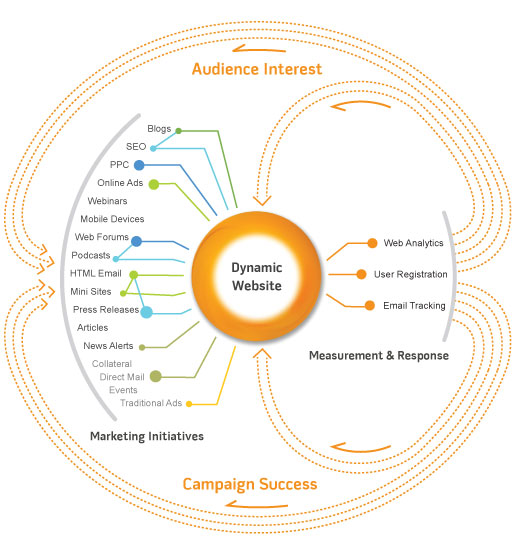 Audience Interest
Blogs
SEO
PPC
Online Ads
Webinars
Mobile Devices
Web Forums
Podcasts
HTML Email
Mini Sites
Press Releases
Articles
News Alerts
Collateral
Direct Mail
Events
Traditional Ads
Marketing Initiatives
Dynamic
Website
Web Analytics
User Registration
Email Tracking
Measurement & Response
Campaign Success